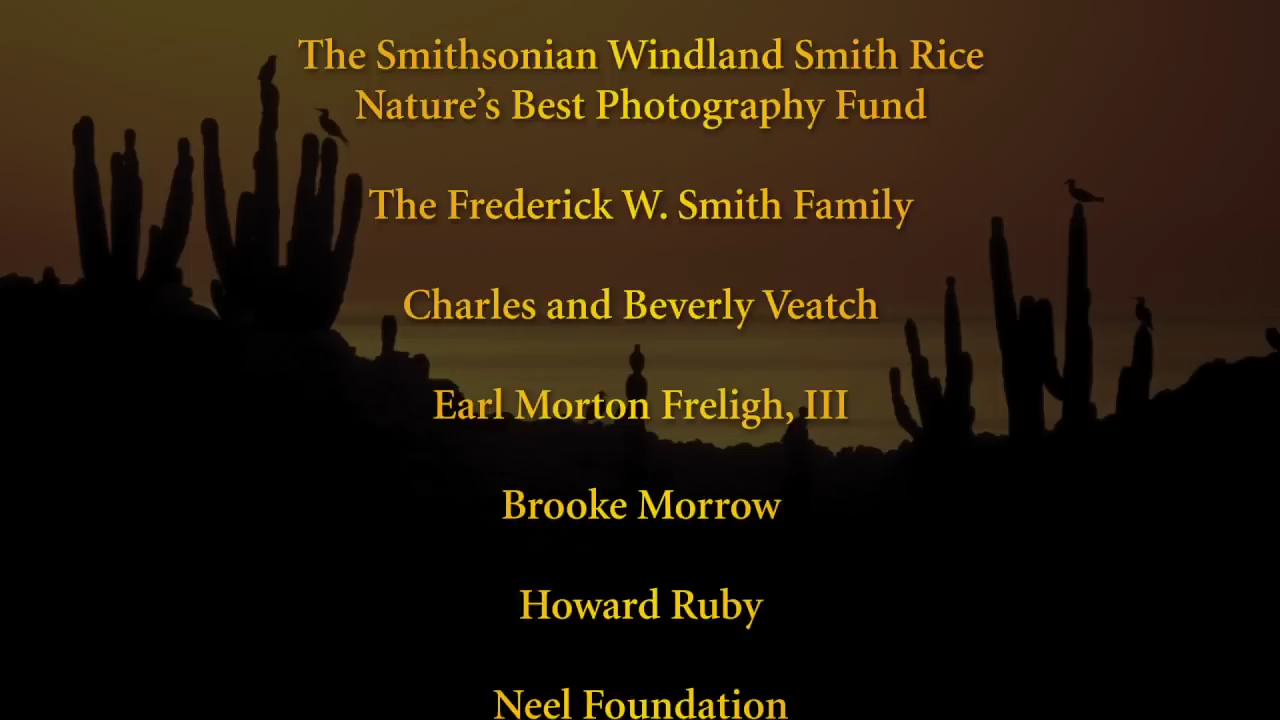 The Smithsonian Windland Smith Rice
Nature's Best Photography Fund
The Frederick W. Smith Family
Charles and Beverly Veatch
Earl Morton Freligh, III
Brooke Morrow
Howard Ruby
Neel Foundation